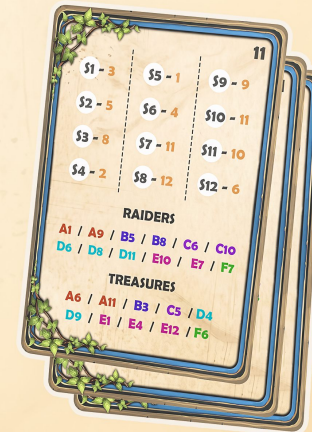 11
S1 - 3
S2 - 5
S3 - 8
S4 - 2
S5 - 1
S6 - 4
S7 - 11
S8 - 12
S9 - 9
S10 - 11
S11 - 10
S12 - 6
RAIDERS
A1 / A9 / B5 / B8 / C6 / C10
D6 / D8 / D11 / E10 / E7 / F7
TREASURES
A6 / A11 / B3 / C5 / D4
D9 / E1 / E4 / E12 / F6